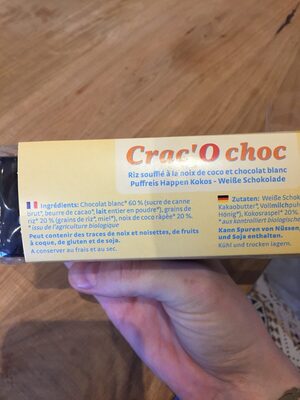 Crac'O choc
Riz soufflé à la noix de coco et chocolat blanc
Puffreis Happen Kokos - Weiße Schokolade
Ingrédients: Chocolat blanc* 60 % (sucre de canne
brut*, beurre de cacao*, lait entier en poudre*), grains de
riz* 20 % (grains de riz*, miel*), noix de coco râpée* 20 %.
* issu de l'agriculture biologique
Peut contenir des traces de noix et noisettes, de fruits
à coque, de gluten et de soja.
A conserver au frais et au sec.
Zutaten: Weiße Schok
Kakaobutter*, Vollmilchpul
Honig*), Kokosraspel* 20%.
*aus kontrolliert biologische
Kann Spuren von Nüssen,
und Soja enthalten.
Kühl und trocken lagern.